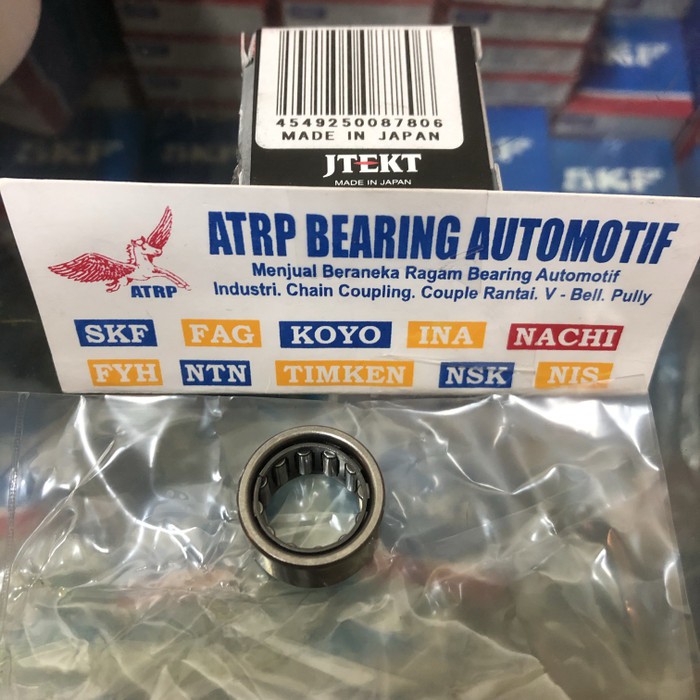 4549250087806
MADE IN JAPAN
JTEKT
MADE IN JAPAN
SKF
SKF
SKF
ATRP BEARING AUTOMOTIF
Menjual Beraneka Ragam Bearing Automotif
Industri. Chain Coupling. Couple Rantai. V - Bell. Pully
ATRP
SKF FAG KOYO INA NACHI
FYH NTN TIMKEN NSK NIS